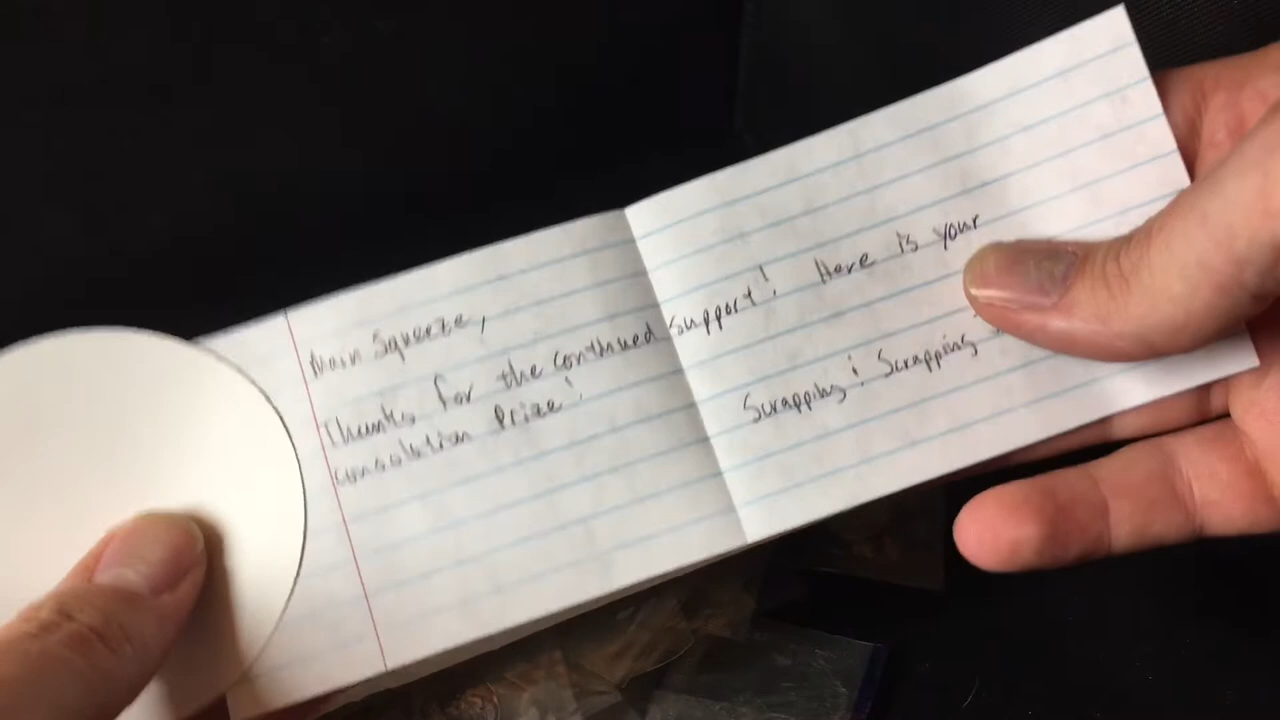 Main Squeeze,
Thanks for the continued support! Here is your
consolation Prize!
Scrapping! Scrapping